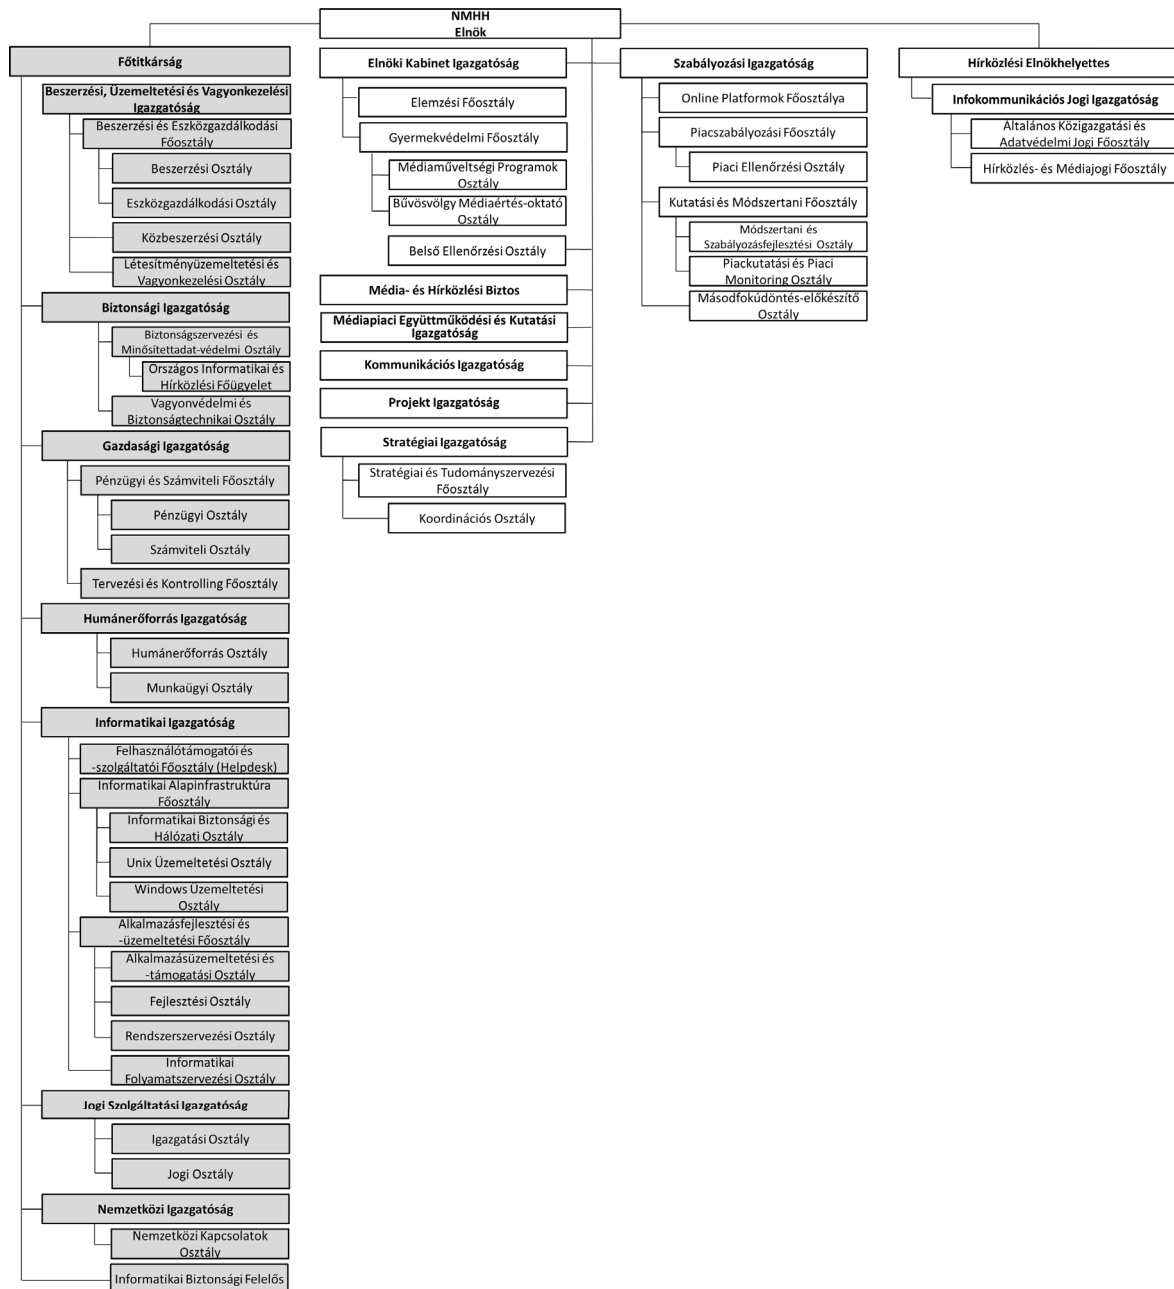 NMHH
Elnök
Főtitkárság
Beszerzési, Üzemeltetési és Vagyonkezelési
Igazgatóság
Beszerzési és Eszközgazdálkodási
Főosztály
Beszerzési Osztály
Eszközgazdálkodási Osztály
Közbeszerzési Osztály
Létesítményüzemeltetési és
Vagyonkezelési Osztály
Biztonsági Igazgatóság
Biztonságszervezési és
Minősítettadat-védelmi Osztály
Országos Informatikai és
Hírközlési Főügyelet
Vagyonvédelmi és
Biztonságtechnikai Osztály
Gazdasági Igazgatóság
Pénzügyi és Számviteli Főosztály
Pénzügyi Osztály
Számviteli Osztály
Tervezési és Kontrolling Főosztály
Humánerőforrás Igazgatóság
Humánerőforrás Osztály
Munkaügyi Osztály
Informatikai Igazgatóság
Felhasználótámogatói és
-szolgáltatói Főosztály (Helpdesk)
Informatikai Alapinfrastruktúra
Főosztály
Informatikai Biztonsági és
Hálózati Osztály
Unix Üzemeltetési Osztály
Windows Üzemeltetési
Osztály
Alkalmazásfejlesztési és
-üzemeltetési Főosztály
Alkalmazásüzemeltetési és
-támogatási Osztály
Fejlesztési Osztály
Rendszerszervezési Osztály
Informatikai
Folyamatszervezési Osztály
Jogi Szolgáltatási Igazgatóság
Igazgatási Osztály
Jogi Osztály
Nemzetközi Igazgatóság
Nemzetközi Kapcsolatok
Osztály
Informatikai Biztonsági Felelős
Elnöki Kabinet Igazgatóság
Elemzési Főosztály
Gyermekvédelmi Főosztály
Médiaműveltségi Programok
Osztály
Bűvösvölgy Médiaértés-oktató
Osztály
Belső Ellenőrzési Osztály
Média- és Hírközlési Biztos
Médiapiaci Együttműködési és Kutatási
Igazgatóság
Kommunikációs Igazgatóság
Projekt Igazgatóság
Stratégiai Igazgatóság
Stratégiai és Tudományszervezési
Főosztály
Koordinációs Osztály
Szabályozási Igazgatóság
Online Platformok Főosztálya
Piacszabályozási Főosztály
Piaci Ellenőrzési Osztály
Kutatási és Módszertani Főosztály
Módszertani és
Szabályozásfejlesztési Osztály
Piackutatási és Piaci
Monitoring Osztály
Másodfokúdöntés-előkészítő
Osztály
Hírközlési Elnökhelyettes
Infokommunikációs Jogi Igazgatóság
Általános Közigazgatási és
Adatvédelmi Jogi Főosztály
Hírközlés- és Médiajogi Főosztály